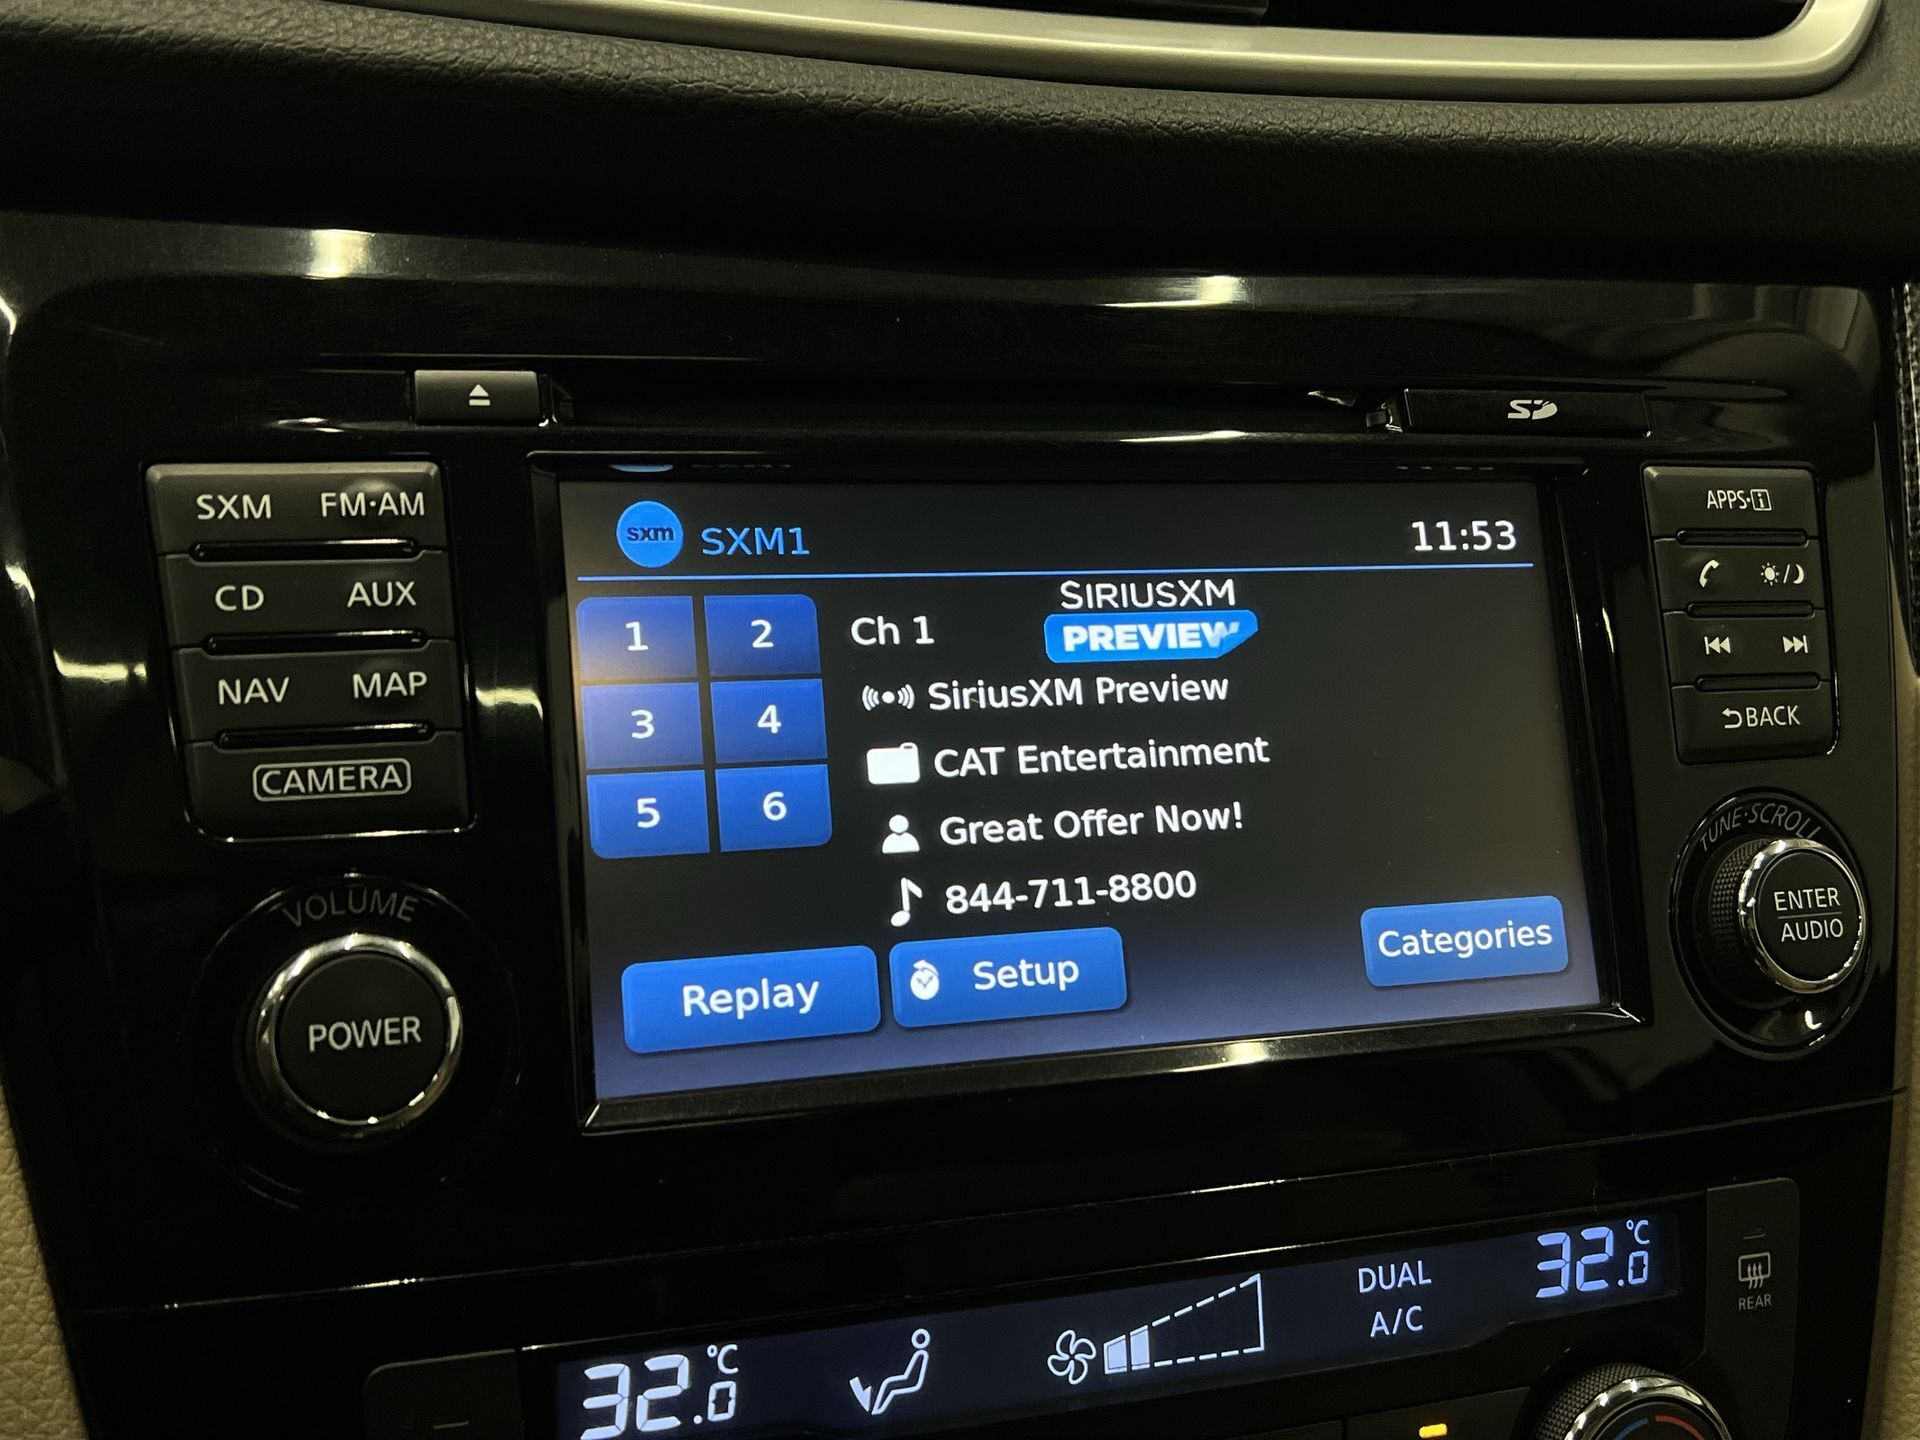 SXM FM·AM
CD AUX
NAV MAP
CAMERA
VOLUME
POWER
SD
sxm SXM1 11:53
1 2
3 4
5 6
Ch 1
SIRIUSXM
PREVIEW
SiriusXM Preview
CAT Entertainment
Great Offer Now!
844-711-8800
Replay
Setup
Categories
APPS·i
BACK
TUNE·SCROLL
ENTER
AUDIO
32.0 °C
DUAL
A/C
32.0 °C
REAR